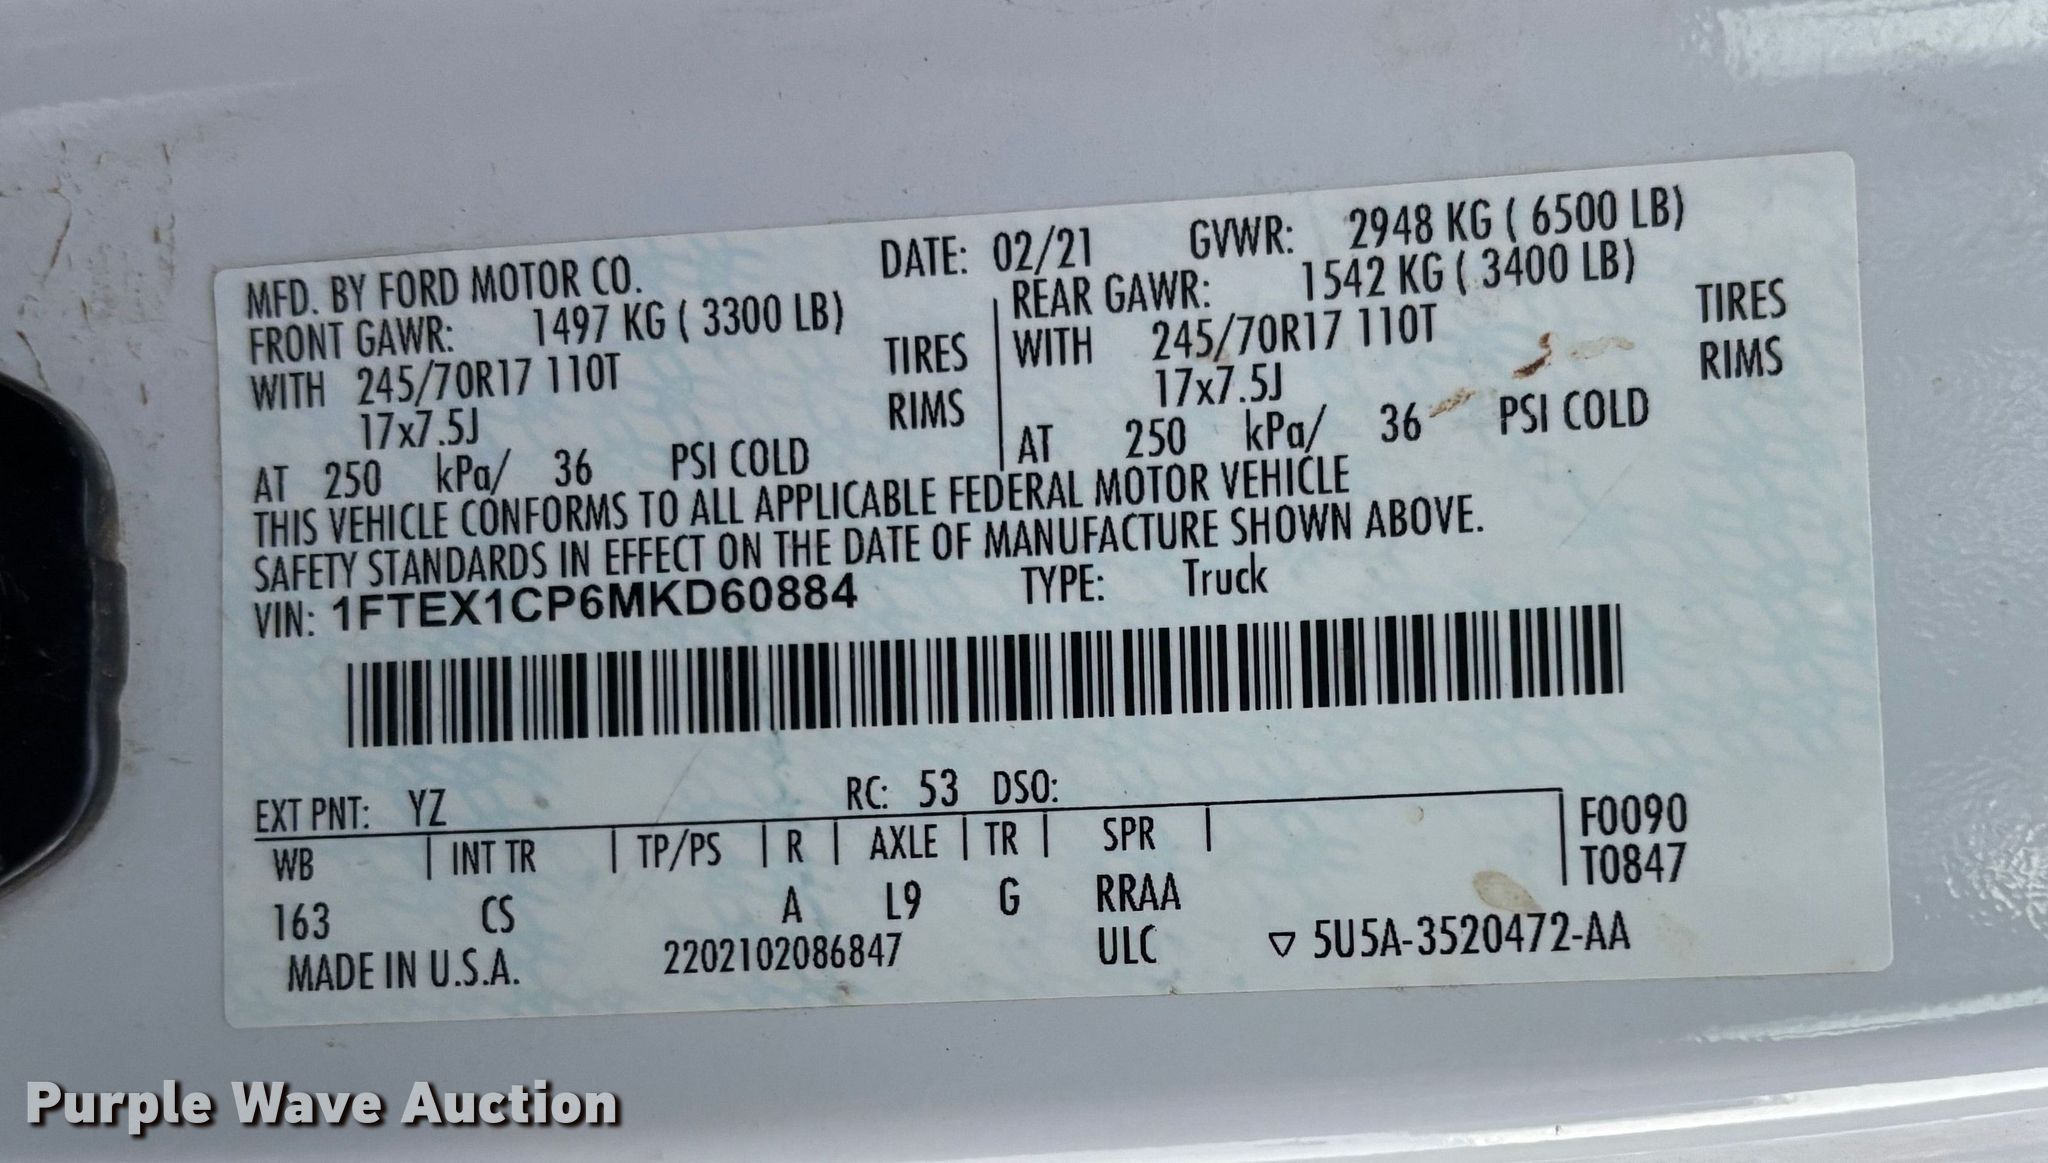 MFD. BY FORD MOTOR CO. DATE: 02/21 GVWR: 2948 KG ( 6500 LB)
FRONT GAWR: 1497 KG ( 3300 LB) REAR GAWR: 1542 KG ( 3400 LB)
WITH 245/70R17 110T TIRES WITH 245/70R17 110T TIRES
17x7.5J RIMS 17x7.5J RIMS
AT 250 kPa/ 36 PSI COLD AT 250 kPa/ 36 PSI COLD
THIS VEHICLE CONFORMS TO ALL APPLICABLE FEDERAL MOTOR VEHICLE
SAFETY STANDARDS IN EFFECT ON THE DATE OF MANUFACTURE SHOWN ABOVE.
VIN: 1FTEX1CP6MKD60884 TYPE: Truck
EXT PNT: YZ RC: 53 DSO:
WB INT TR TP/PS R AXLE TR SPR F0090
T0847
163 CS A L9 G RRAA
MADE IN U.S.A. 2202102086847 ULC ▽ 5U5A-3520472-AA
Purple Wave Auction